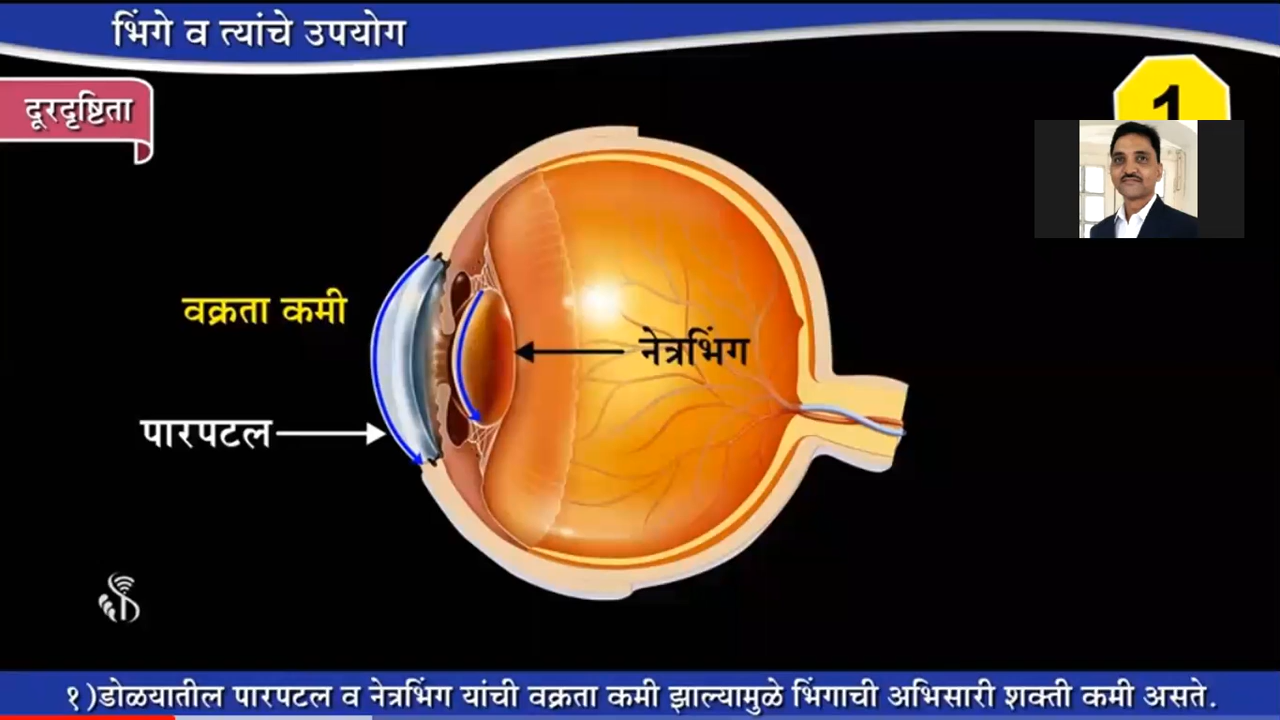 भिंगे व त्यांचे उपयोग
दूरदृष्टिता
1
वक्रता कमी
नेत्रभिंग
पारपटल
१)डोळयातील पारपटल व नेत्रभिंग यांची वक्रता कमी झाल्यामुळे भिंगाची अभिसारी शक्ती कमी असते.